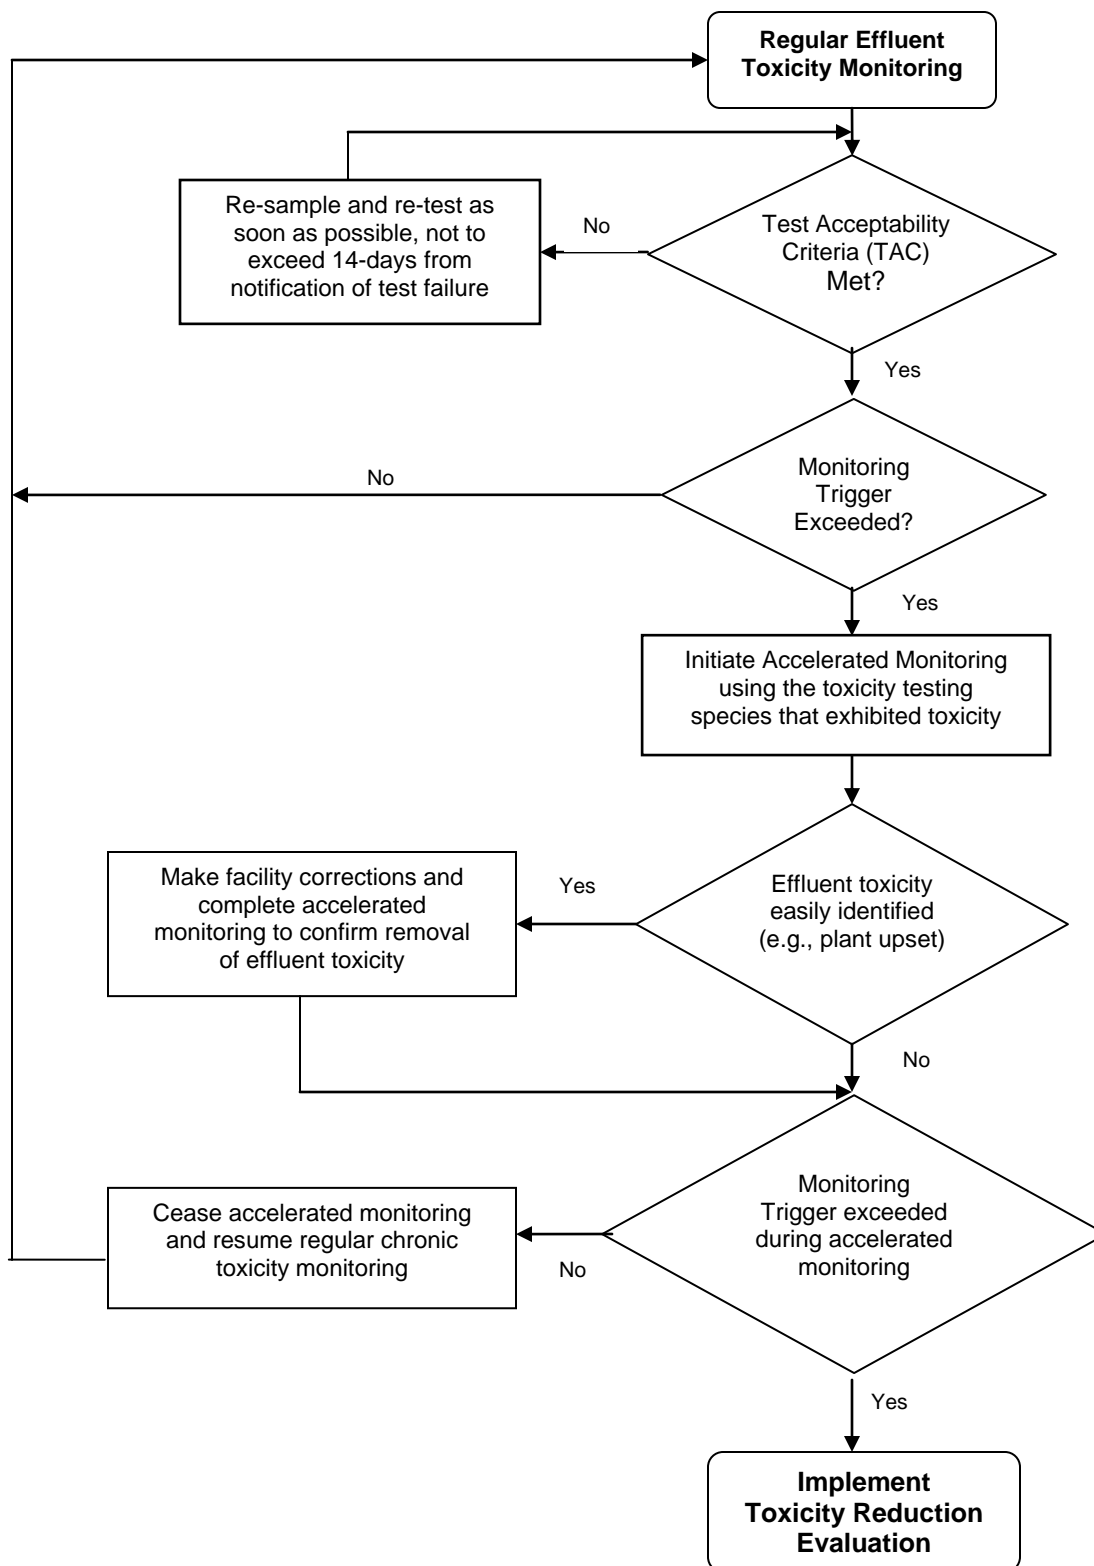 Regular Effluent
Toxicity Monitoring
Re-sample and re-test as
soon as possible, not to
exceed 14-days from
notification of test failure
No
Test Acceptability
Criteria (TAC)
Met?
Yes
No
Monitoring
Trigger
Exceeded?
Yes
Initiate Accelerated Monitoring
using the toxicity testing
species that exhibited toxicity
Make facility corrections and
complete accelerated
monitoring to confirm removal
of effluent toxicity
Yes
Effluent toxicity
easily identified
(e.g., plant upset)
No
Cease accelerated monitoring
and resume regular chronic
toxicity monitoring
No
Monitoring
Trigger exceeded
during accelerated
monitoring
Yes
Implement
Toxicity Reduction
Evaluation